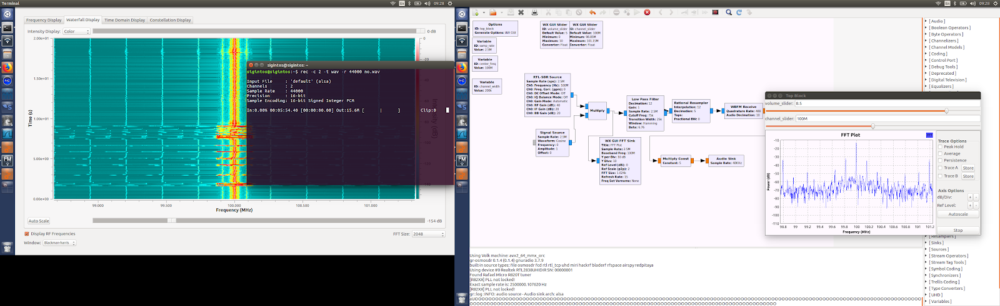 Terminal
En
09:28
Frequency Display
Waterfall Display
Time Domain Display
Constellation Display
Intensity Display:
Color
0 dB
2.00e+01
1.50e+01
1.00e+01
5.00e+00
0.00e+00
Time (s)
0
-20
Intensity (dB)
99.000
99.500
100.000
100.500
101.000
Frequency (MHz)
Auto Scale
-154 dB
Display RF Frequencies
FFT Size:
2048
Window:
Blackman-harris
sigintos@sigintos: ~
sigintos@sigintos:~$ rec -c 2 -t wav -r 44000 no.wav
Input File     : 'default' (alsa)
Channels       : 2
Sample Rate    : 44000
Precision      : 16-bit
Sample Encoding: 16-bit Signed Integer PCM
In:0.00% 00:05:54.40 [00:00:00.00] Out:15.6M [      |      ]        Clip:0
En
09:28
Options
ID: top_block
Generate Options: WX GUI
Variable
ID: samp_rate
Value: 2.5M
Variable
ID: center_freq
Value: 100M
Variable
ID: channel_width
Value: 200k
WX GUI Slider
ID: volume_slider
Default Value: 5
Minimum: 0
Maximum: 10
Converter: Float
WX GUI Slider
ID: channel_slider
Default Value: 100M
Minimum: 98.85M
Maximum: 101.15M
Converter: Float
RTL-SDR Source
Sample Rate (sps): 2.5M
Ch0: Frequency (Hz): 100M
Ch0: Freq. Corr. (ppm): 0
Ch0: DC Offset Mode: Off
Ch0: IQ Balance Mode: Off
Ch0: Gain Mode: Automatic
Ch0: RF Gain (dB): 40
Ch0: IF Gain (dB): 20
Ch0: BB Gain (dB): 20
Signal Source
Sample Rate: 2.5M
Waveform: Cosine
Frequency: 0
Amplitude: 1
Offset: 0
Multiply
Low Pass Filter
Decimation: 12
Gain: 1
Sample Rate: 2.5M
Cutoff Freq: 75k
Transition Width: 25k
Window: Hamming
Beta: 6.76
Rational Resampler
Interpolation: 12
Decimation: 5
Taps:
Fractional BW: 0
WBFM Receive
Quadrature Rate: 480
Audio Decimation: 10
WX GUI FFT Sink
Title: FFT Plot
Sample Rate: 2.5M
Baseband Freq: 100M
Y per Div: 10 dB
Y Divs: 10
Ref Level (dB): 0
Ref Scale (p2p): 2
FFT Size: 1.024k
Refresh Rate: 15
Freq Set Varname: None
Multiply Const
Constant: 5
Audio Sink
Sample Rate: 48KHz
Top Block
volume_slider: 8.5
channel_slider: 100M
FFT Plot
FFT
-10
-20
-30
-40
-50
-60
-70
-80
-90
-100
-110
Power (dB)
98.8
99
99.2
99.4
99.6
99.8
100
100.2
100.4
100.6
100.8
101
101.2
Frequency (MHz)
Trace Options
Peak Hold
Average
Persistence
Trace A
Store
Trace B
Store
Axis Options
dB/Div:
+
-
Ref Level:
+
-
Autoscale
Stop
[ Audio ]
[ Boolean Operators ]
[ Byte Operators ]
[ Channelizers ]
[ Channel Models ]
[ Coding ]
[ Control Port ]
[ Debug Tools ]
[ Deprecated ]
[ Digital Television ]
[ Equalizers ]
[ Resamplers ]
[ Sinks ]
[ Sources ]
[ Stream Operators ]
[ Stream Tag Tools ]
[ Symbol Coding ]
[ Synchronizers ]
[ Trellis Coding ]
[ Type Converters ]
[ UHD ]
[ Variables ]
Using Volk machine: avx2_64_mmx_orc
gr-osmosdr 0.1.4 (0.1.4) gnuradio 3.7.9
built-in source types: file osmosdr fcd rtl rtl_tcp uhd miri hackrf bladerf rfspace airspy redpitaya
Using device #0 Realtek RTL2838UHIDIR SN: 00000001
Found Rafael Micro R820T tuner
[R82XX] PLL not locked!
Exact sample rate is: 2500000.107620 Hz
[R82XX] PLL not locked!
gr::log :INFO: audio source - Audio sink arch: alsa